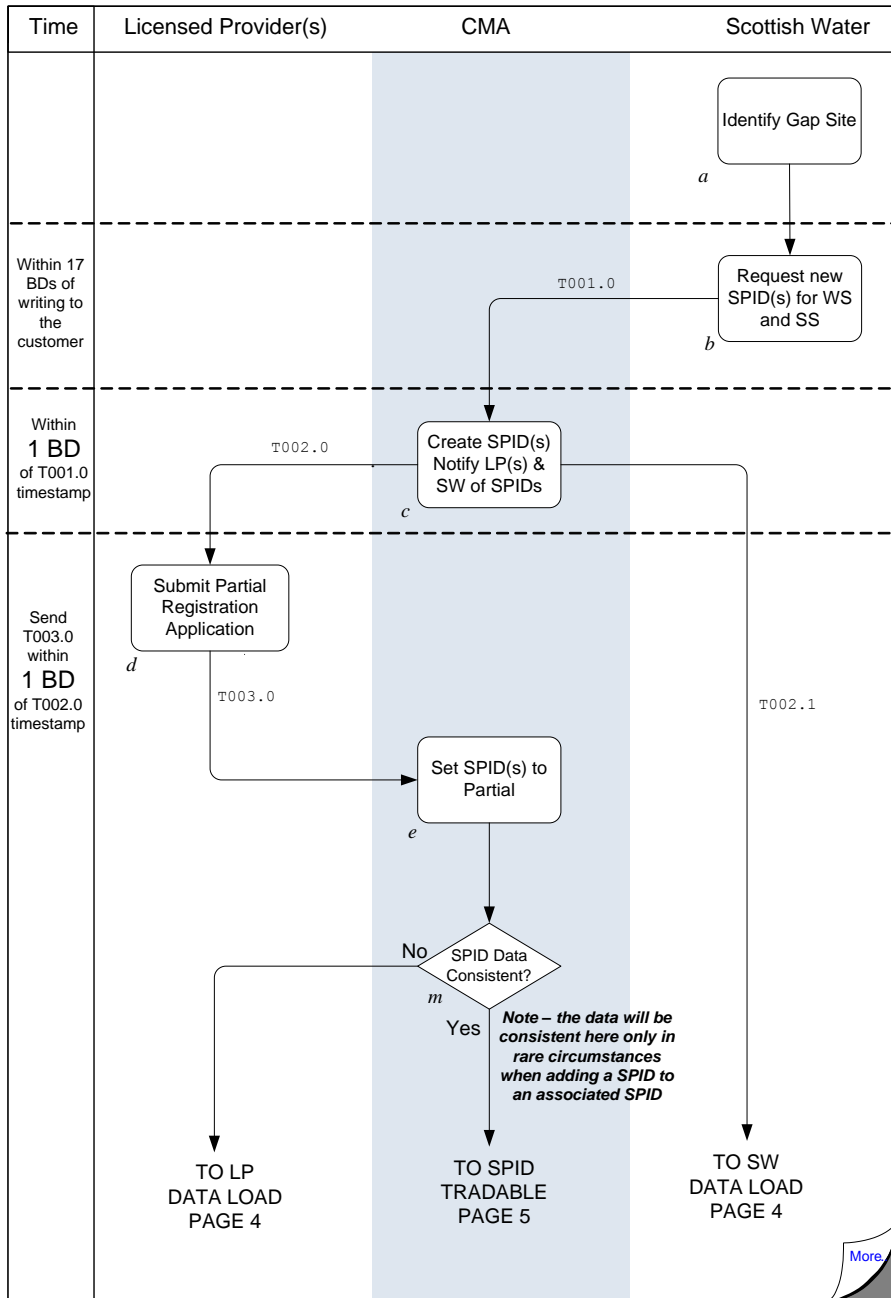 Time
Licensed Provider(s)
CMA
Scottish Water
Identify Gap Site
a
Within 17
BDs of
writing to
the
customer
Request new
SPID(s) for WS
and SS
b
T001.0
Within
1 BD
of T001.0
timestamp
T002.0
Create SPID(s)
Notify LP(s) &
SW of SPIDs
c
Send
T003.0
within
1 BD
of T002.0
timestamp
Submit Partial
Registration
Application
d
T003.0
T002.1
Set SPID(s) to
Partial
e
No
SPID Data
Consistent?
m
Yes
Note – the data will be
consistent here only in
rare circumstances
when adding a SPID to
an associated SPID
TO LP
DATA LOAD
PAGE 4
TO SPID
TRADABLE
PAGE 5
TO SW
DATA LOAD
PAGE 4
More..